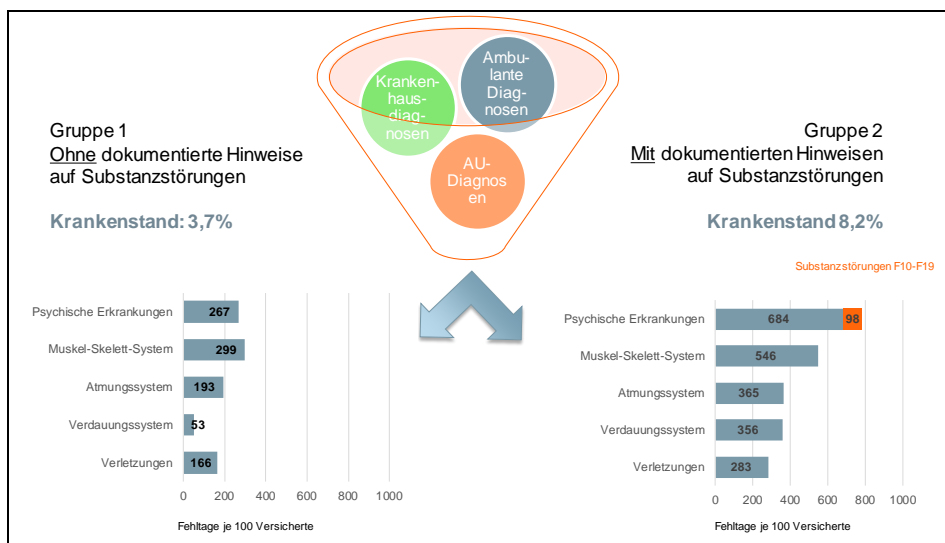 Kranken-
haus-
diag-
nosen
Ambu-
lante
Diag-
nosen
AU-
Diagnos
en
Gruppe 1
Ohne dokumentierte Hinweise
auf Substanzstörungen
Krankenstand: 3,7%
Gruppe 2
Mit dokumentierten Hinweisen
auf Substanzstörungen
Krankenstand 8,2%
Substanzstörungen F10-F19
Psychische Erkrankungen 267
Muskel-Skelett-System 299
Atmungssystem 193
Verdauungssystem 53
Verletzungen 166
0 200 400 600 800 1000
Fehltage je 100 Versicherte
Psychische Erkrankungen 684 98
Muskel-Skelett-System 546
Atmungssystem 365
Verdauungssystem 356
Verletzungen 283
0 200 400 600 800 1000
Fehltage je 100 Versicherte